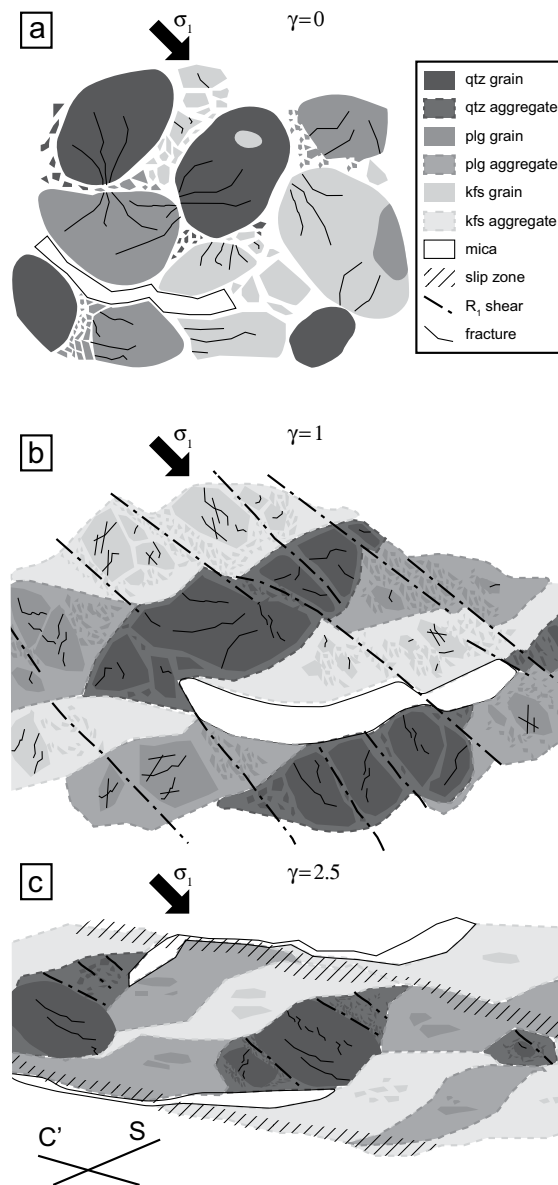 a
σ1
γ=0
qtz grain
qtz aggregate
plg grain
plg aggregate
kfs grain
kfs aggregate
mica
slip zone
R1 shear
fracture
b
σ1
γ=1
c
σ1
γ=2.5
C' S